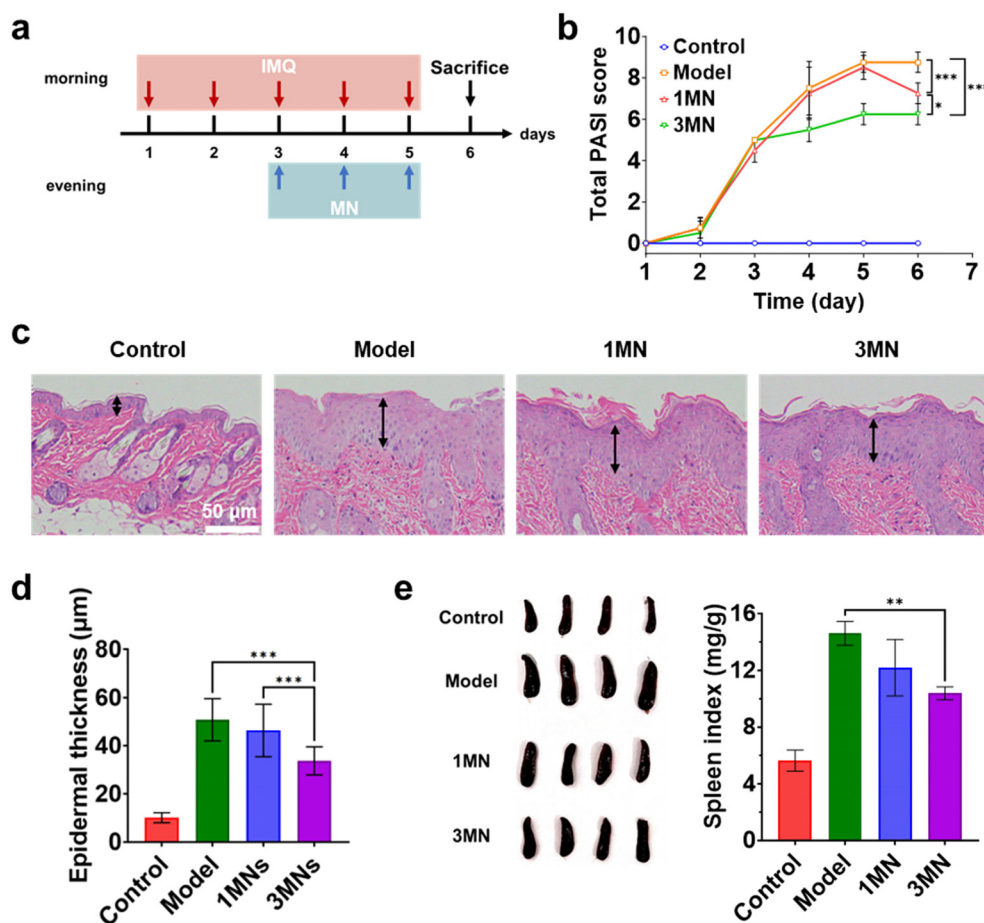 a
IMQ
morning
Sacrifice
days
1 2 3 4 5 6
evening
MN
b
Total PASI score
10
8
6
4
2
0
Control
Model
1MN
3MN
***
*
1 2 3 4 5 6 7
Time (day)
c
Control Model 1MN 3MN
50 μm
d
Epidermal thickness (μm)
80
60
40
20
0
***
***
Control Model 1MNs 3MNs
e
Control
Model
1MN
3MN
Spleen index (mg/g)
16
12
8
4
0
**
Control Model 1MN 3MN